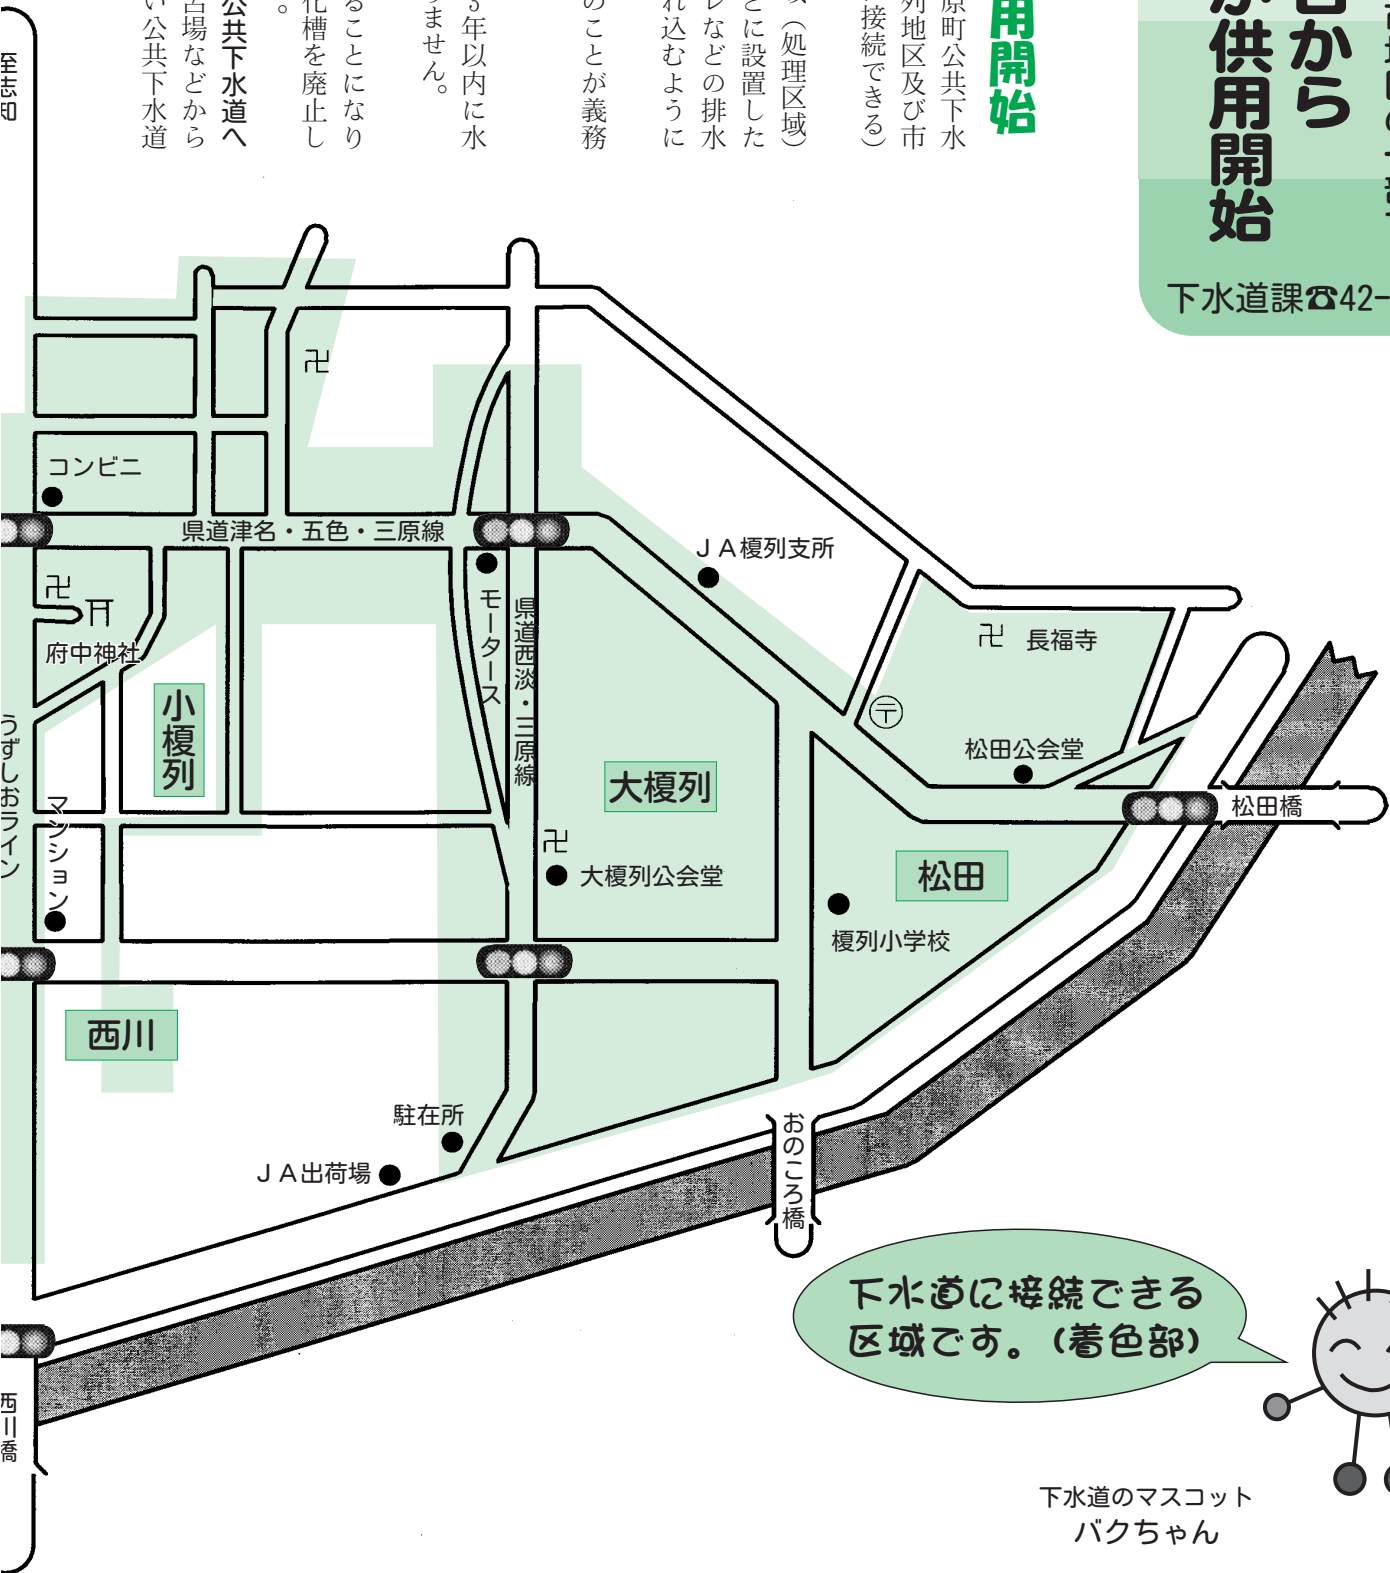 から
が供用開始
下水道課☎42-
用開始
原町公共下水
列地区及び市
接続できる）
（処理区域）
とに設置した
レなどの排水
れ込むように
のことが義務
年以内に水
りません。
ることになり
化槽を廃止し
。
公共下水道へ
場などから
い公共下水道
至志知
卍
コンビニ
県道津名・五色・三原線
ＪＡ榎列支所
卍
府中神社
モータース
県道西淡・三原線
卍 長福寺
〒
小榎列
松田公会堂
うずしおライン
大榎列
マンション
松田橋
卍
大榎列公会堂
松田
榎列小学校
西川
駐在所
ＪＡ出荷場
おのころ橋
下水道に接続できる
区域です。(着色部)
西川橋
下水道のマスコット
バクちゃん